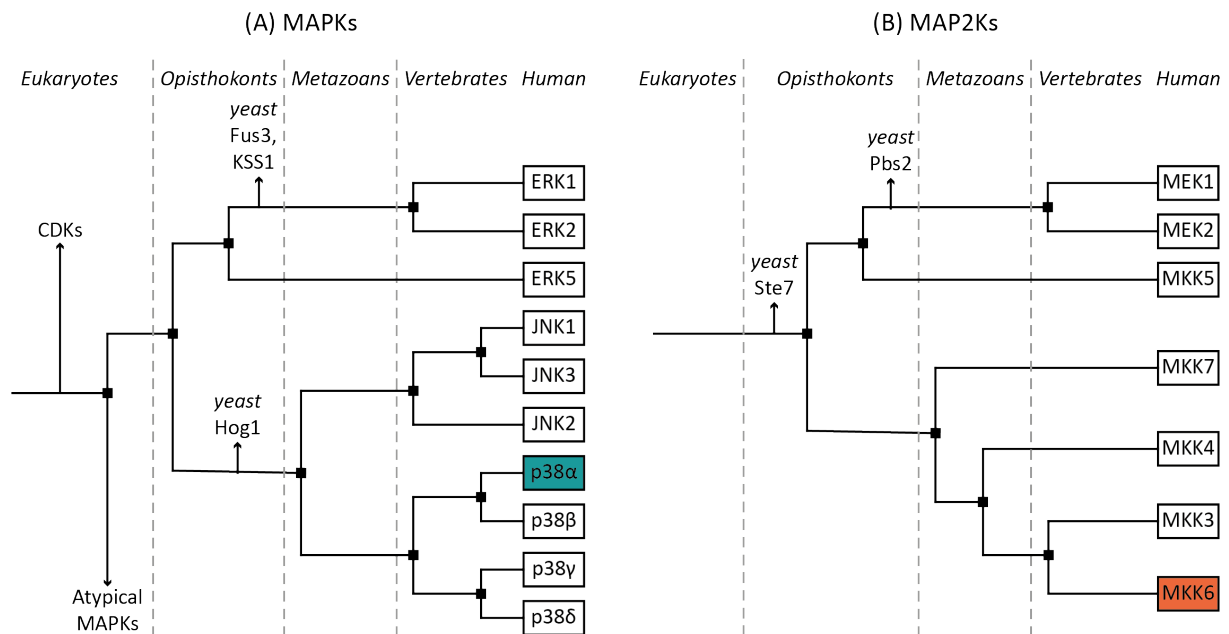 (A) MAPKs
Eukaryotes
Opisthokonts
Metazoans
Vertebrates
Human
yeast
Fus3,
KSS1
CDKs
yeast
Hog1
Atypical
MAPKs
ERK1
ERK2
ERK5
JNK1
JNK3
JNK2
p38α
p38β
p38γ
p38δ
(B) MAP2Ks
Eukaryotes
Opisthokonts
Metazoans
Vertebrates
Human
yeast
Pbs2
yeast
Ste7
MEK1
MEK2
MKK5
MKK7
MKK4
MKK3
MKK6